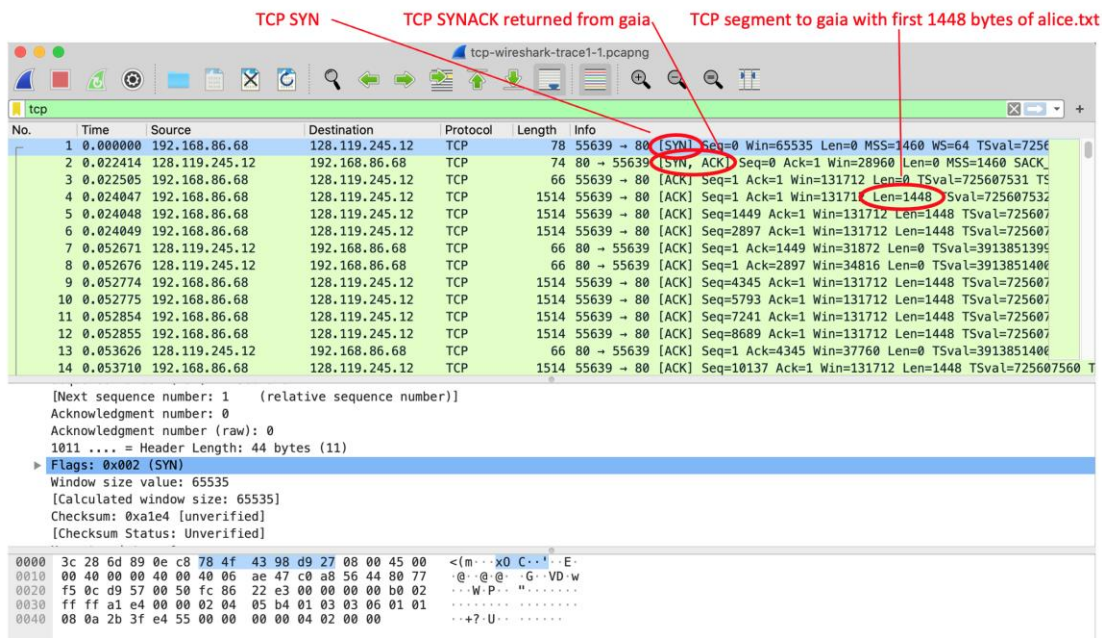 TCP SYN TCP SYNACK returned from gaia TCP segment to gaia with first 1448 bytes of alice.txt
tcp-wireshark-trace1-1.pcapng
tcp
No. Time Source Destination Protocol Length Info
1 0.000000 192.168.86.68 128.119.245.12 TCP 78 55639 → 80 [SYN] Seq=0 Win=65535 Len=0 MSS=1460 WS=64 TSval=7256
2 0.022414 128.119.245.12 192.168.86.68 TCP 74 80 → 55639 [SYN, ACK] Seq=0 Ack=1 Win=28960 Len=0 MSS=1460 SACK_
3 0.022505 192.168.86.68 128.119.245.12 TCP 66 55639 → 80 [ACK] Seq=1 Ack=1 Win=131712 Len=0 TSval=725607531 TS
4 0.024047 192.168.86.68 128.119.245.12 TCP 1514 55639 → 80 [ACK] Seq=1 Ack=1 Win=131712 Len=1448 TSval=725607532
5 0.024048 192.168.86.68 128.119.245.12 TCP 1514 55639 → 80 [ACK] Seq=1449 Ack=1 Win=131712 Len=1448 TSval=725607
6 0.024049 192.168.86.68 128.119.245.12 TCP 1514 55639 → 80 [ACK] Seq=2897 Ack=1 Win=131712 Len=1448 TSval=725607
7 0.052671 128.119.245.12 192.168.86.68 TCP 66 80 → 55639 [ACK] Seq=1 Ack=1449 Win=31872 Len=0 TSval=3913851399
8 0.052676 128.119.245.12 192.168.86.68 TCP 66 80 → 55639 [ACK] Seq=1 Ack=2897 Win=34816 Len=0 TSval=3913851400
9 0.052774 192.168.86.68 128.119.245.12 TCP 1514 55639 → 80 [ACK] Seq=4345 Ack=1 Win=131712 Len=1448 TSval=725607
10 0.052775 192.168.86.68 128.119.245.12 TCP 1514 55639 → 80 [ACK] Seq=5793 Ack=1 Win=131712 Len=1448 TSval=725607
11 0.052854 192.168.86.68 128.119.245.12 TCP 1514 55639 → 80 [ACK] Seq=7241 Ack=1 Win=131712 Len=1448 TSval=725607
12 0.052855 192.168.86.68 128.119.245.12 TCP 1514 55639 → 80 [ACK] Seq=8689 Ack=1 Win=131712 Len=1448 TSval=725607
13 0.053626 128.119.245.12 192.168.86.68 TCP 66 80 → 55639 [ACK] Seq=1 Ack=4345 Win=37760 Len=0 TSval=3913851400
14 0.053710 192.168.86.68 128.119.245.12 TCP 1514 55639 → 80 [ACK] Seq=10137 Ack=1 Win=131712 Len=1448 TSval=725607560 T
[Next sequence number: 1 (relative sequence number)]
Acknowledgment number: 0
Acknowledgment number (raw): 0
1011 .... = Header Length: 44 bytes (11)
Flags: 0x002 (SYN)
Window size value: 65535
[Calculated window size: 65535]
Checksum: 0xa1e4 [unverified]
[Checksum Status: Unverified]
0000 3c 28 6d 89 0e c8 78 4f 43 98 d9 27 08 00 45 00 <(m···xO C··'··E·
0010 00 40 00 00 40 00 40 06 ae 47 c0 a8 56 44 80 77 ·@··@·@· ·G··VD·w
0020 f5 0c d9 57 00 50 fc 86 22 e3 00 00 00 00 b0 02 ···W·P·· "·······
0030 ff ff a1 e4 00 00 02 04 05 b4 01 03 03 06 01 01 ········ ········
0040 08 0a 2b 3f e4 55 00 00 00 00 04 02 00 00 ··+?·U·· ······